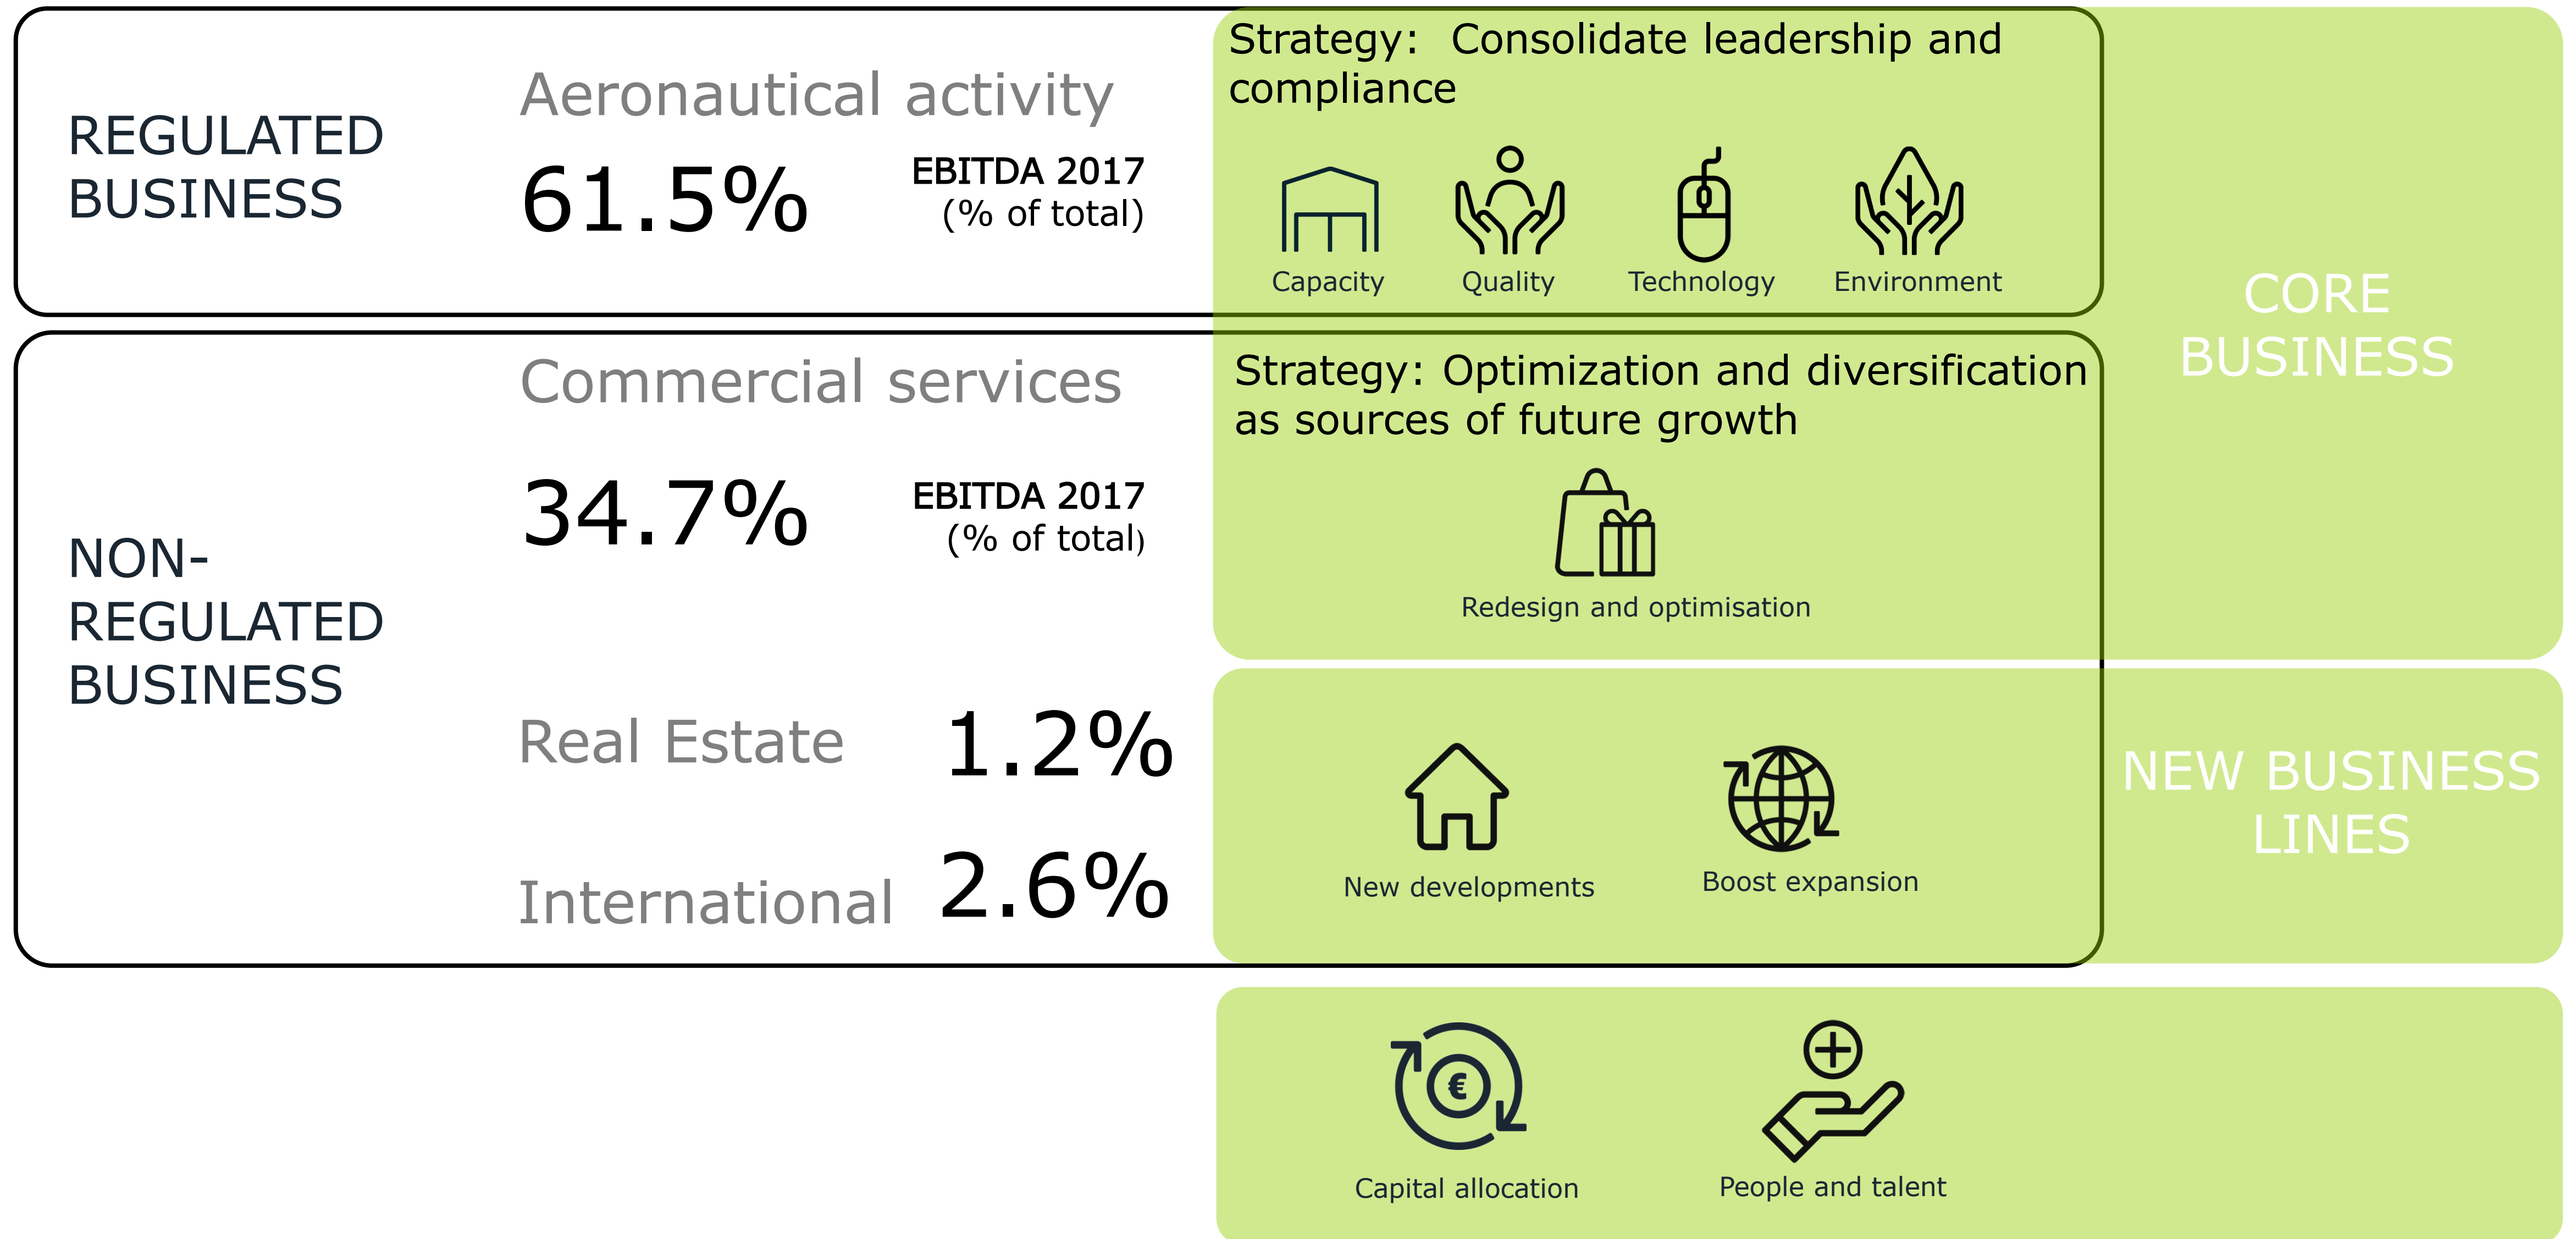 REGULATED
BUSINESS
Aeronautical activity
61.5%
EBITDA 2017
(% of total)
Strategy:  Consolidate leadership and
compliance
Capacity
Quality
Technology
Environment
CORE
BUSINESS
NON-
REGULATED
BUSINESS
Commercial services
34.7%
EBITDA 2017
(% of total)
Strategy: Optimization and diversification
as sources of future growth
Redesign and optimisation
Real Estate
1.2%
International
2.6%
New developments
Boost expansion
NEW BUSINESS
LINES
€
Capital allocation
People and talent